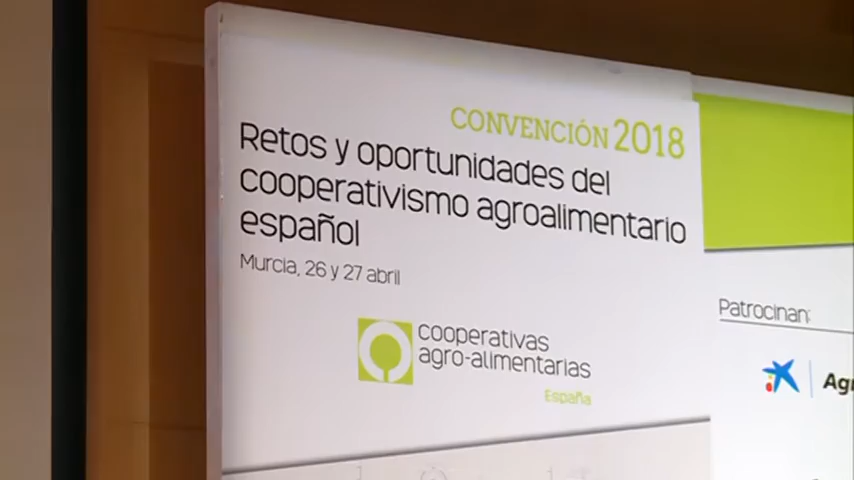 CONVENCIÓN 2018
Retos y oportunidades del
cooperativismo agroalimentario
español
Murcia, 26 y 27 abril
cooperativas
agro-alimentarias
España
Patrocinan: